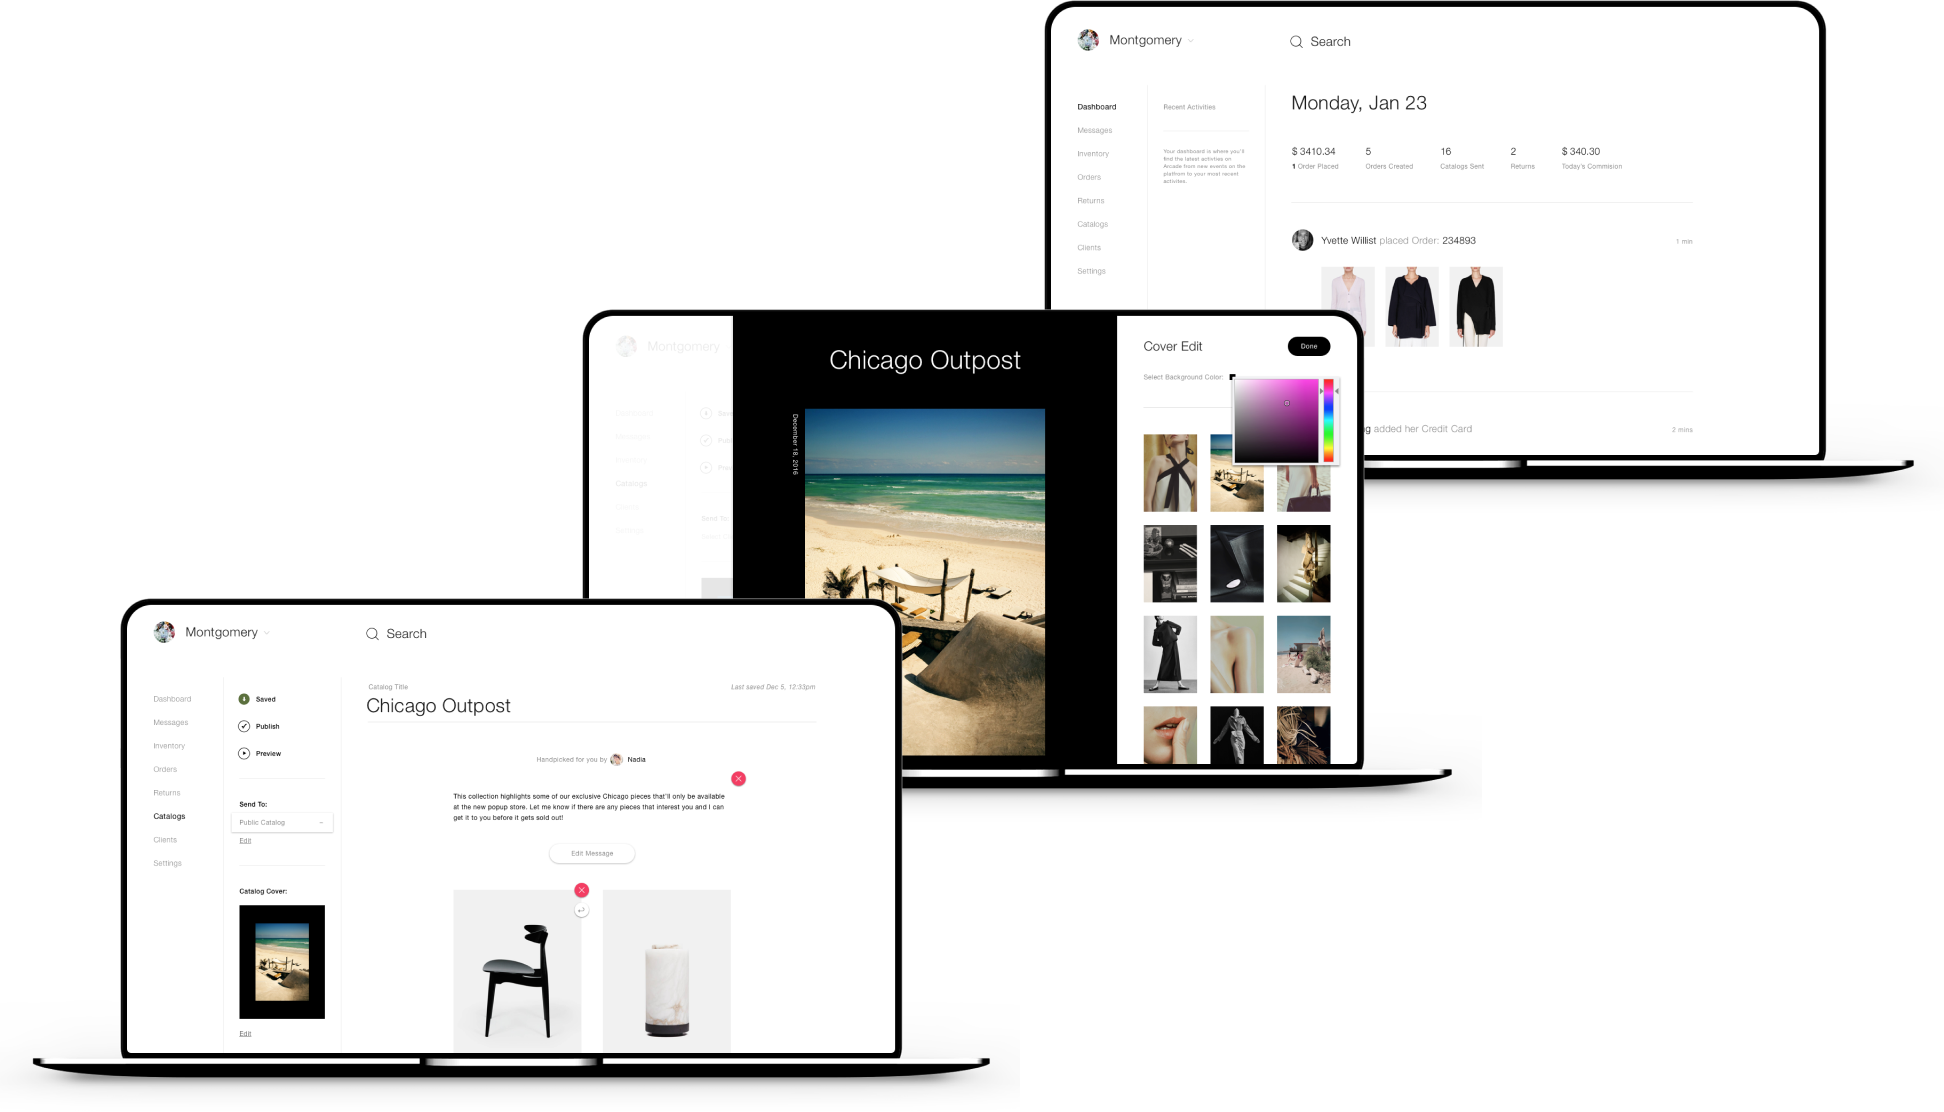 Montgomery
Search
Dashboard
Messages
Inventory
Orders
Returns
Catalogs
Clients
Settings
Recent Activities
Your dashboard is where you'll
find the latest activities on
Arcade from new events on the
platfrom to your most recent
activites.
Monday, Jan 23
$ 3410.34
1 Order Placed
5
Orders Created
16
Catalogs Sent
2
Returns
$ 340.30
Today's Commision
Yvette Willist placed Order: 234893
1 min
added her Credit Card
2 mins
Montgomery
Catalogs
Send To
Chicago Outpost
December 18, 2016
Cover Edit
Done
Select Background Color:
Montgomery
Search
Dashboard
Messages
Inventory
Orders
Returns
Catalogs
Clients
Settings
Saved
Publish
Preview
Send To:
Public Catalog
Edit
Catalog Cover:
Edit
Catalog Title
Last saved Dec 5, 12:33pm
Chicago Outpost
Handpicked for you by Nadia
This collection highlights some of our exclusive Chicago pieces that'll only be available
at the new popup store. Let me know if there are any pieces that interest you and I can
get it to you before it gets sold out!
Edit Message